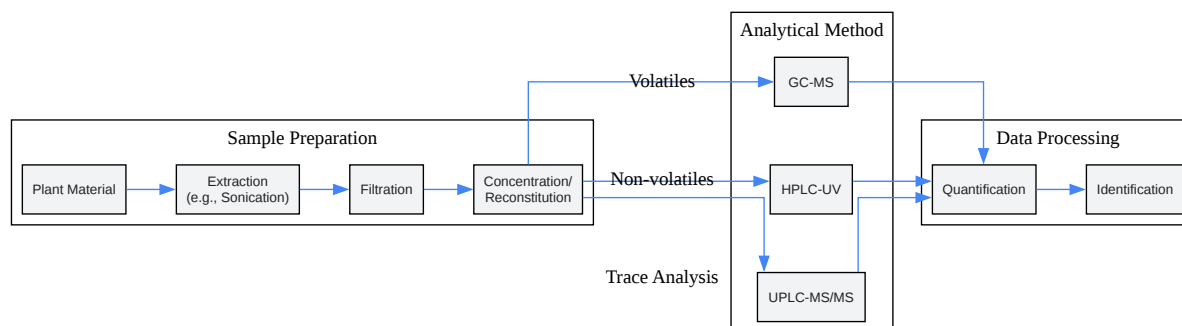 Analytical Method
Volatiles
GC-MS
Sample Preparation
Data Processing
Plant Material
Extraction
(e.g., Sonication)
Filtration
Concentration/
Reconstitution
Non-volatiles
HPLC-UV
Quantification
Identification
Trace Analysis
UPLC-MS/MS